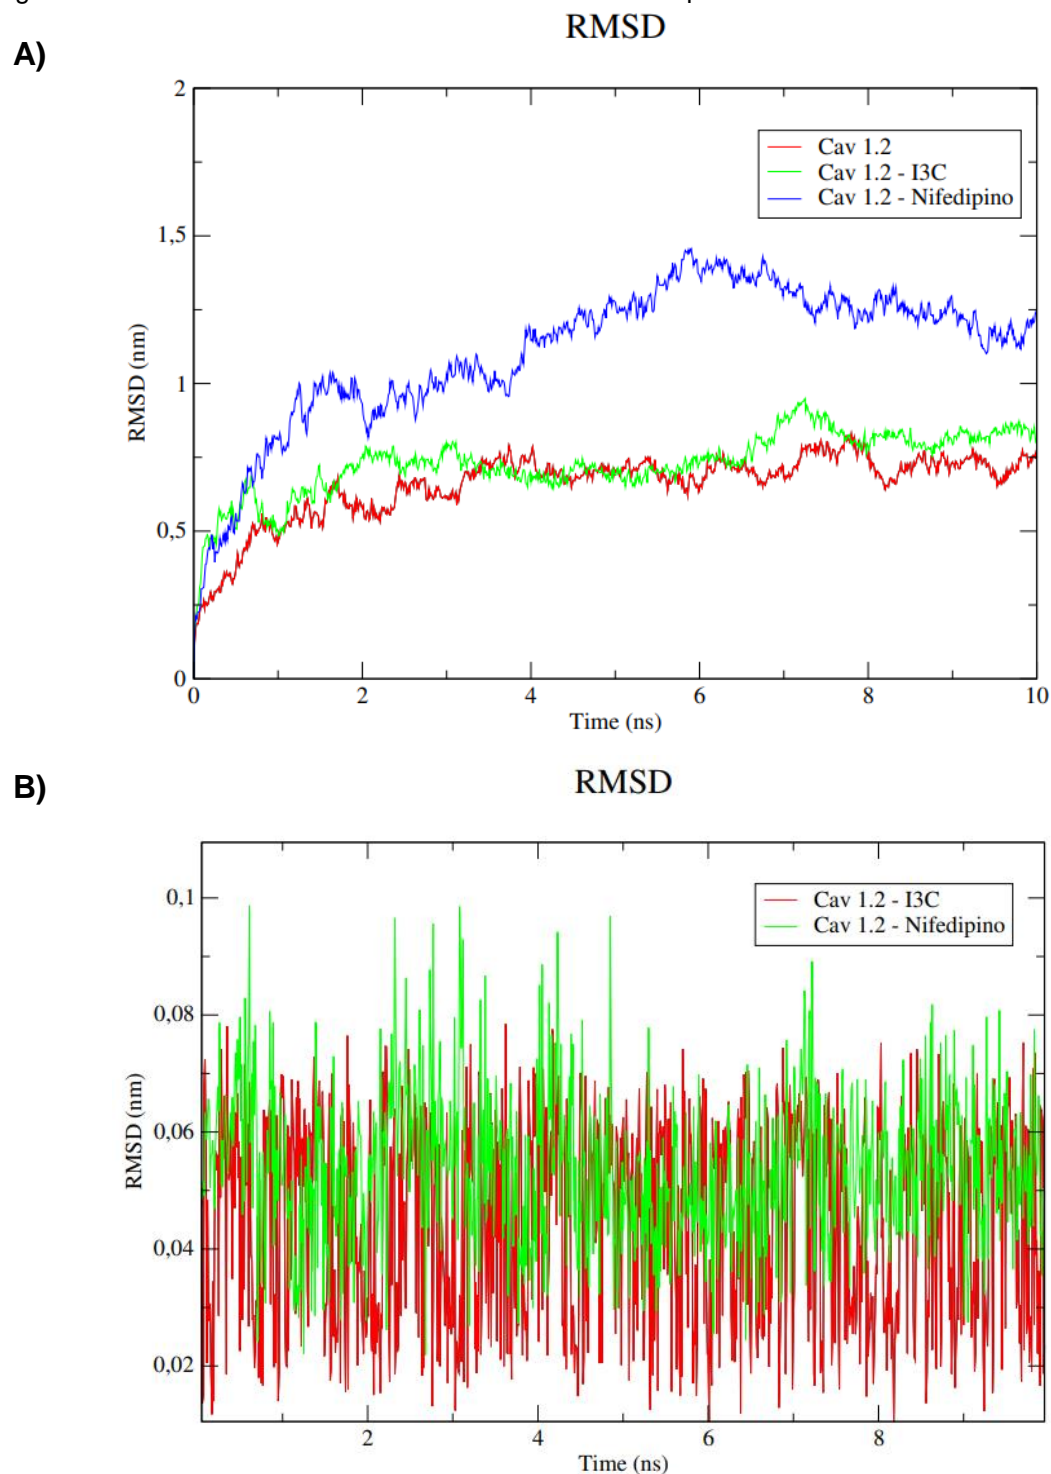 RMSD
A)
2
1,5
1
0,5
0
RMSD (nm)
Cav 1.2
Cav 1.2 - I3C
Cav 1.2 - Nifedipino
0 2 4 6 8 10
Time (ns)
RMSD
B)
0,1
0,08
0,06
0,04
0,02
RMSD (nm)
Cav 1.2 - I3C
Cav 1.2 - Nifedipino
2 4 6 8
Time (ns)